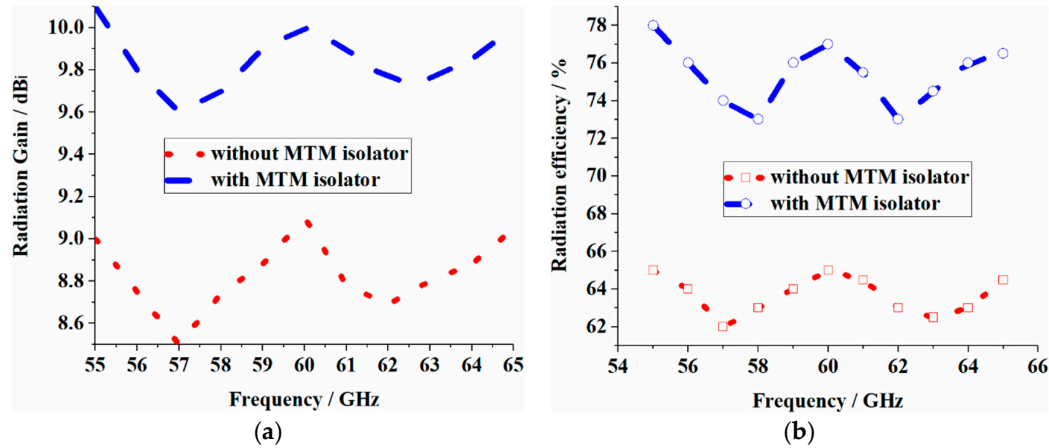 Radiation Gain / dBi
10.0
9.8
9.6
9.4
9.2
9.0
8.8
8.6
without MTM isolator
with MTM isolator
55 56 57 58 59 60 61 62 63 64 65
Frequency / GHz
(a)
Radiation efficiency / %
78
76
74
72
70
68
66
64
62
without MTM isolator
with MTM isolator
54 56 58 60 62 64 66
Frequency / GHz
(b)